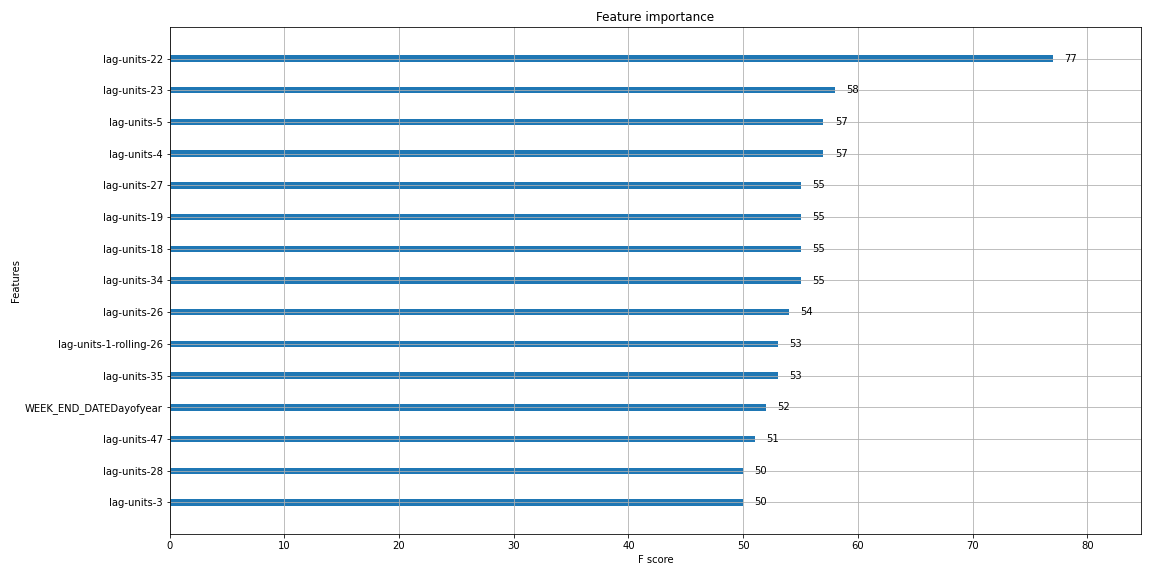 Feature importance
lag-units-22 77
lag-units-23 58
lag-units-5 57
lag-units-4 57
lag-units-27 55
lag-units-19 55
lag-units-18 55
lag-units-34 55
lag-units-26 54
lag-units-1-rolling-26 53
lag-units-35 53
WEEK_END_DATEDayofyear 52
lag-units-47 51
lag-units-28 50
lag-units-3 50
Features
0 10 20 30 40 50 60 70 80
F score